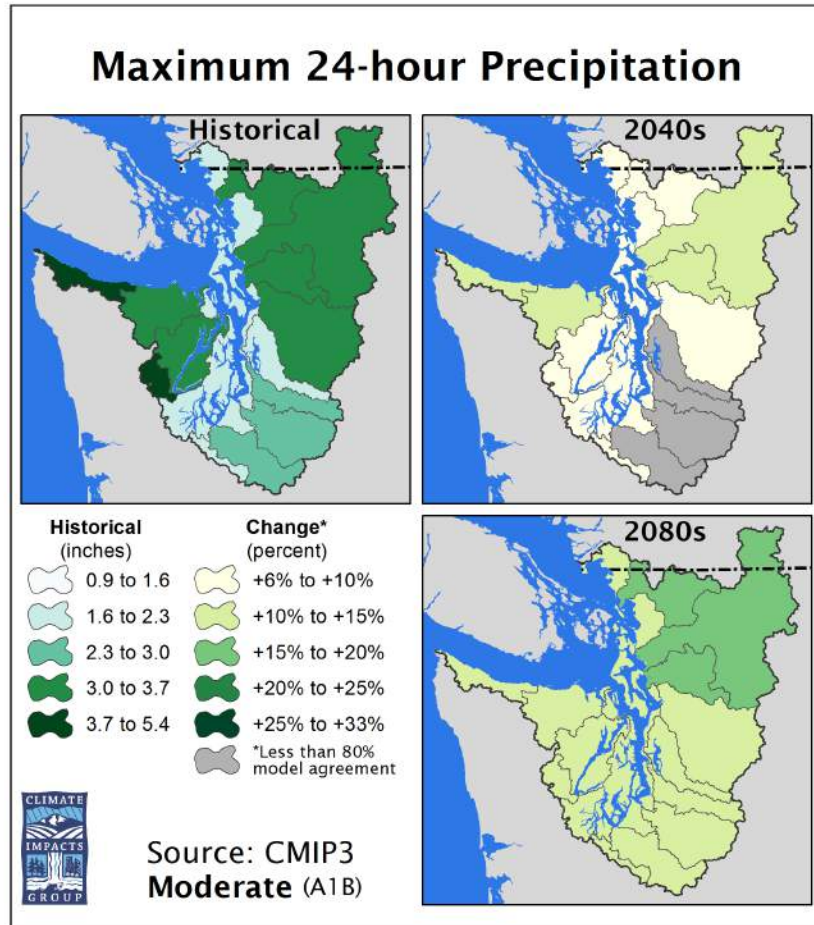 Maximum 24-hour Precipitation
Historical
2040s
2080s
Historical
(inches)
0.9 to 1.6
1.6 to 2.3
2.3 to 3.0
3.0 to 3.7
3.7 to 5.4
Change*
(percent)
+6% to +10%
+10% to +15%
+15% to +20%
+20% to +25%
+25% to +33%
*Less than 80%
model agreement
CLIMATE
IMPACTS
GROUP
Source: CMIP3
Moderate (A1B)